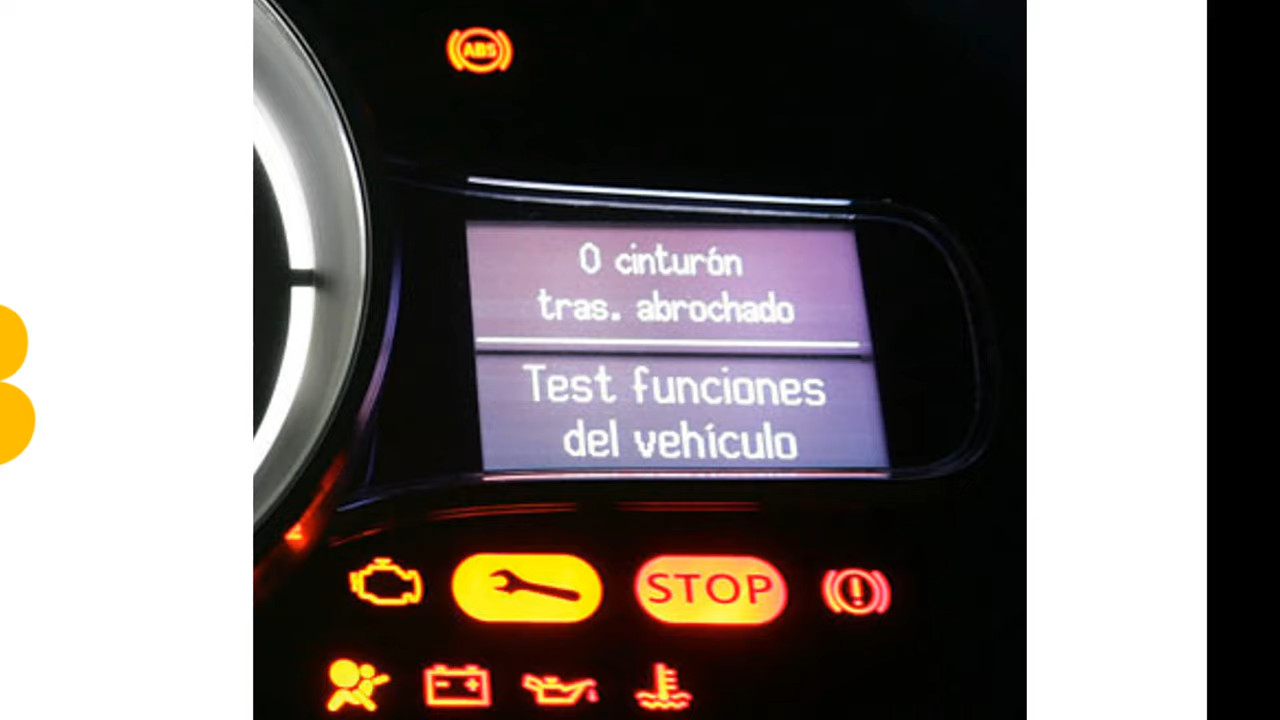 ABS
0 cinturón
tras. abrochado
Test funciones
del vehículo
STOP